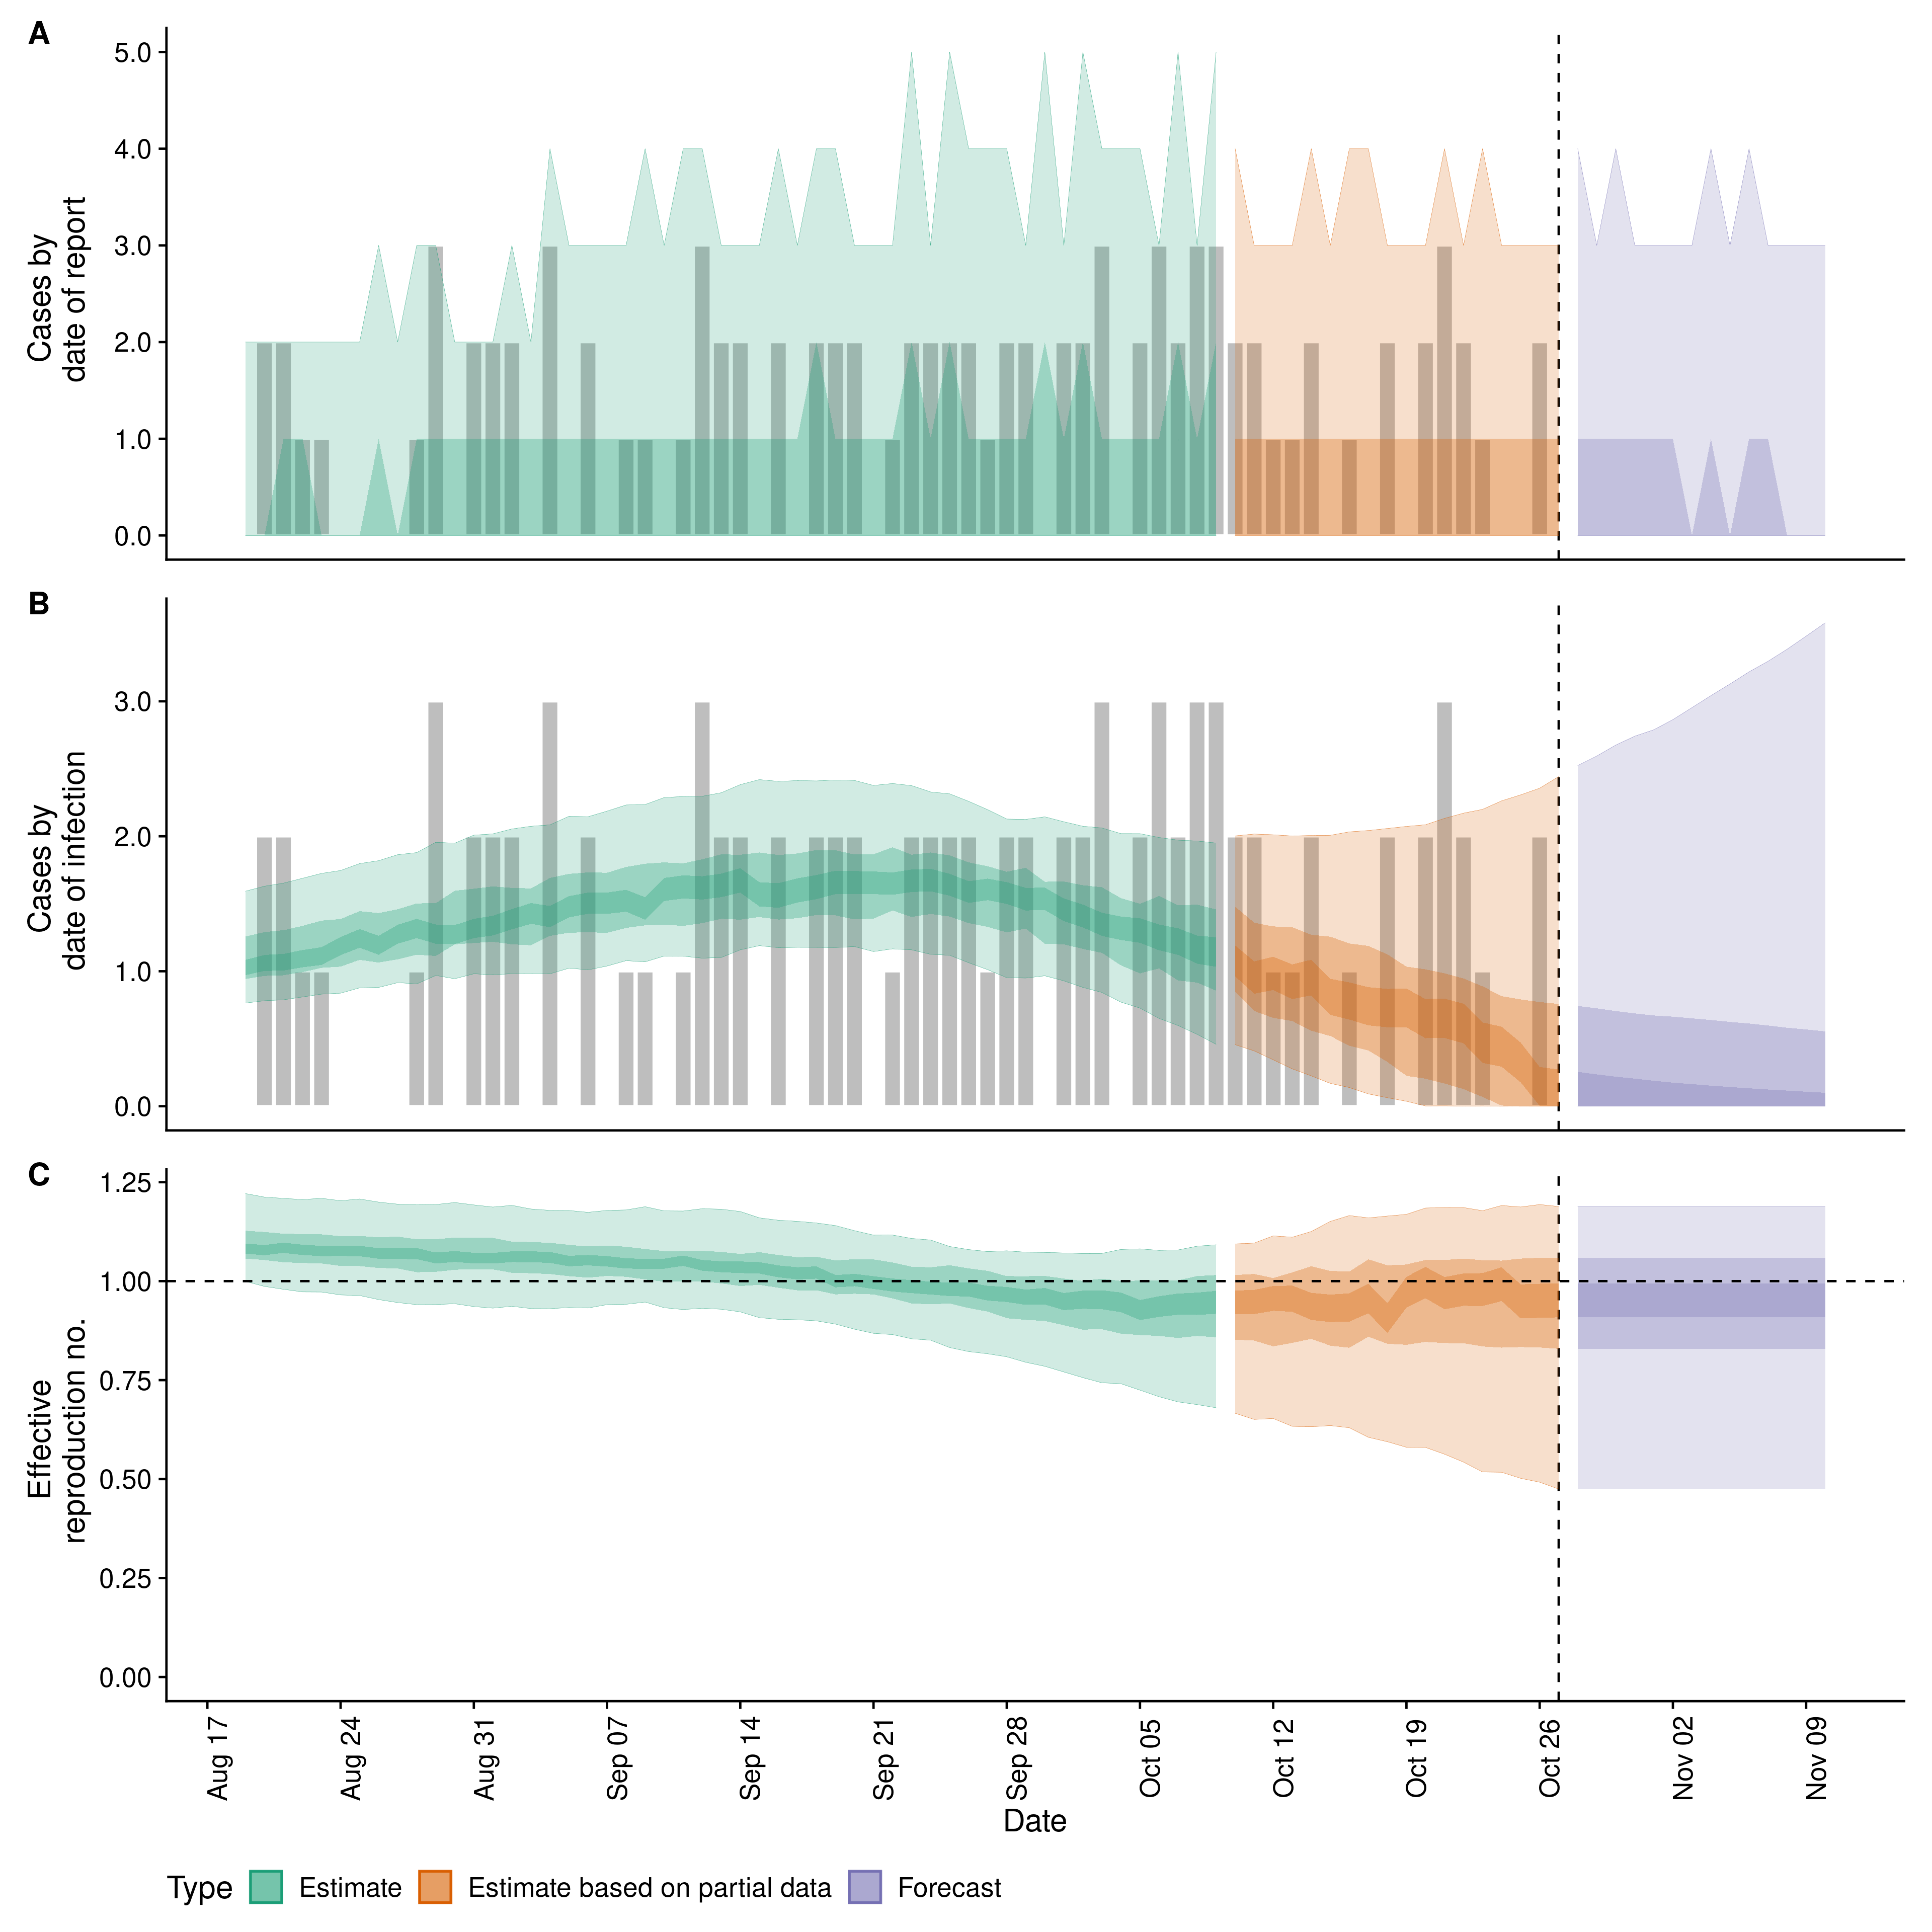 A
5.0
4.0
3.0
2.0
1.0
0.0
Cases by
date of report
B
3.0
2.0
1.0
0.0
Cases by
date of infection
C
1.25
1.00
0.75
0.50
0.25
0.00
Effective
reproduction no.
Aug 17
Aug 24
Aug 31
Sep 07
Sep 14
Sep 21
Sep 28
Oct 05
Oct 12
Oct 19
Oct 26
Nov 02
Nov 09
Date
Type Estimate Estimate based on partial data Forecast